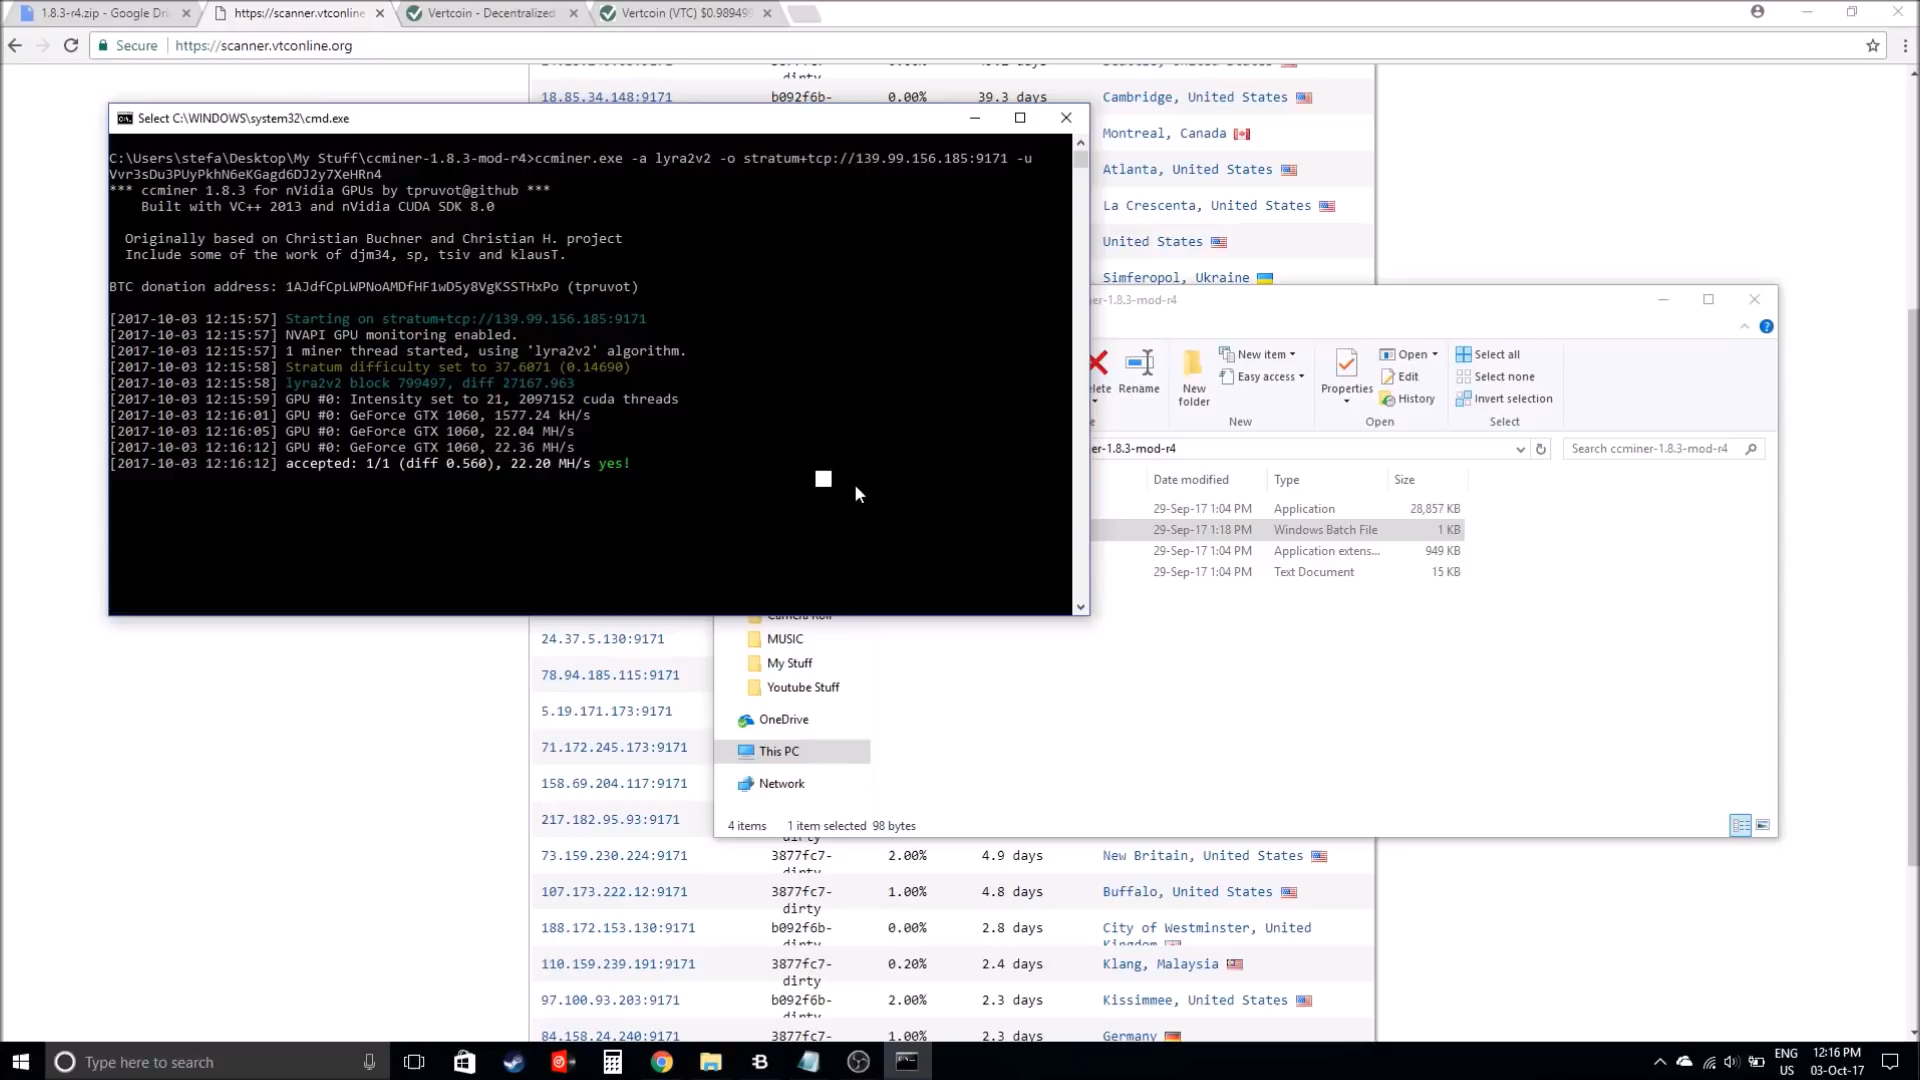 1.8.3-r4.zip - Google Dri
https://scanner.vtconline
Vertcoin - Decentralized
Vertcoin (VTC) $0.989499
Secure
https://scanner.vtconline.org
dirty
18.85.34.148:9171 b092f6b- 0.00% 39.3 days Cambridge, United States
Select C:\WINDOWS\system32\cmd.exe
Montreal, Canada
Atlanta, United States
La Crescenta, United States
United States
Simferopol, Ukraine
C:\Users\stefa\Desktop\My Stuff\ccminer-1.8.3-mod-r4>ccminer.exe -a lyra2v2 -o stratum+tcp://139.99.156.185:9171 -u
Vvr3sDu3PUyPkhN6eKGagd6DJ2y7XeHRn4
*** ccminer 1.8.3 for nVidia GPUs by tpruvot@github ***
Built with VC++ 2013 and nVidia CUDA SDK 8.0
Originally based on Christian Buchner and Christian H. project
Include some of the work of djm34, sp, tsiv and klausT.
BTC donation address: 1AJdfCpLWPNoAMDfHF1wD5y8VgKSSTHxPo (tpruvot)
[2017-10-03 12:15:57] Starting on stratum+tcp://139.99.156.185:9171
[2017-10-03 12:15:57] NVAPI GPU monitoring enabled.
[2017-10-03 12:15:57] 1 miner thread started, using 'lyra2v2' algorithm.
[2017-10-03 12:15:58] Stratum difficulty set to 37.6071 (0.14690)
[2017-10-03 12:15:58] lyra2v2 block 799497, diff 27167.963
[2017-10-03 12:15:59] GPU #0: Intensity set to 21, 2097152 cuda threads
[2017-10-03 12:16:01] GPU #0: GeForce GTX 1060, 1577.24 kH/s
[2017-10-03 12:16:05] GPU #0: GeForce GTX 1060, 22.04 MH/s
[2017-10-03 12:16:12] GPU #0: GeForce GTX 1060, 22.36 MH/s
[2017-10-03 12:16:12] accepted: 1/1 (diff 0.560), 22.20 MH/s yes!
er-1.8.3-mod-r4
elete
Rename
New
folder
New item
Easy access
New
Properties
Open
Edit
History
Open
Select all
Select none
Invert selection
Select
er-1.8.3-mod-r4
Search ccminer-1.8.3-mod-r4
Date modified Type Size
29-Sep-17 1:04 PM Application 28,857 KB
29-Sep-17 1:18 PM Windows Batch File 1 KB
29-Sep-17 1:04 PM Application extens... 949 KB
29-Sep-17 1:04 PM Text Document 15 KB
Camera Roll
MUSIC
My Stuff
Youtube Stuff
OneDrive
This PC
Network
4 items 1 item selected 98 bytes
24.37.5.130:9171
78.94.185.115:9171
5.19.171.173:9171
71.172.245.173:9171
158.69.204.117:9171
217.182.95.93:9171
dirty
73.159.230.224:9171 3877fc7- 2.00% 4.9 days New Britain, United States
dirty
107.173.222.12:9171 3877fc7- 1.00% 4.8 days Buffalo, United States
dirty
188.172.153.130:9171 b092f6b- 0.00% 2.8 days City of Westminster, United
dirty Kingdom
110.159.239.191:9171 3877fc7- 0.20% 2.4 days Klang, Malaysia
dirty
97.100.93.203:9171 b092f6b- 2.00% 2.3 days Kissimmee, United States
dirty
84.158.24.240:9171 3877fc7- 1.00% 2.3 days Germany
Type here to search
ENG
US
12:16 PM
03-Oct-17